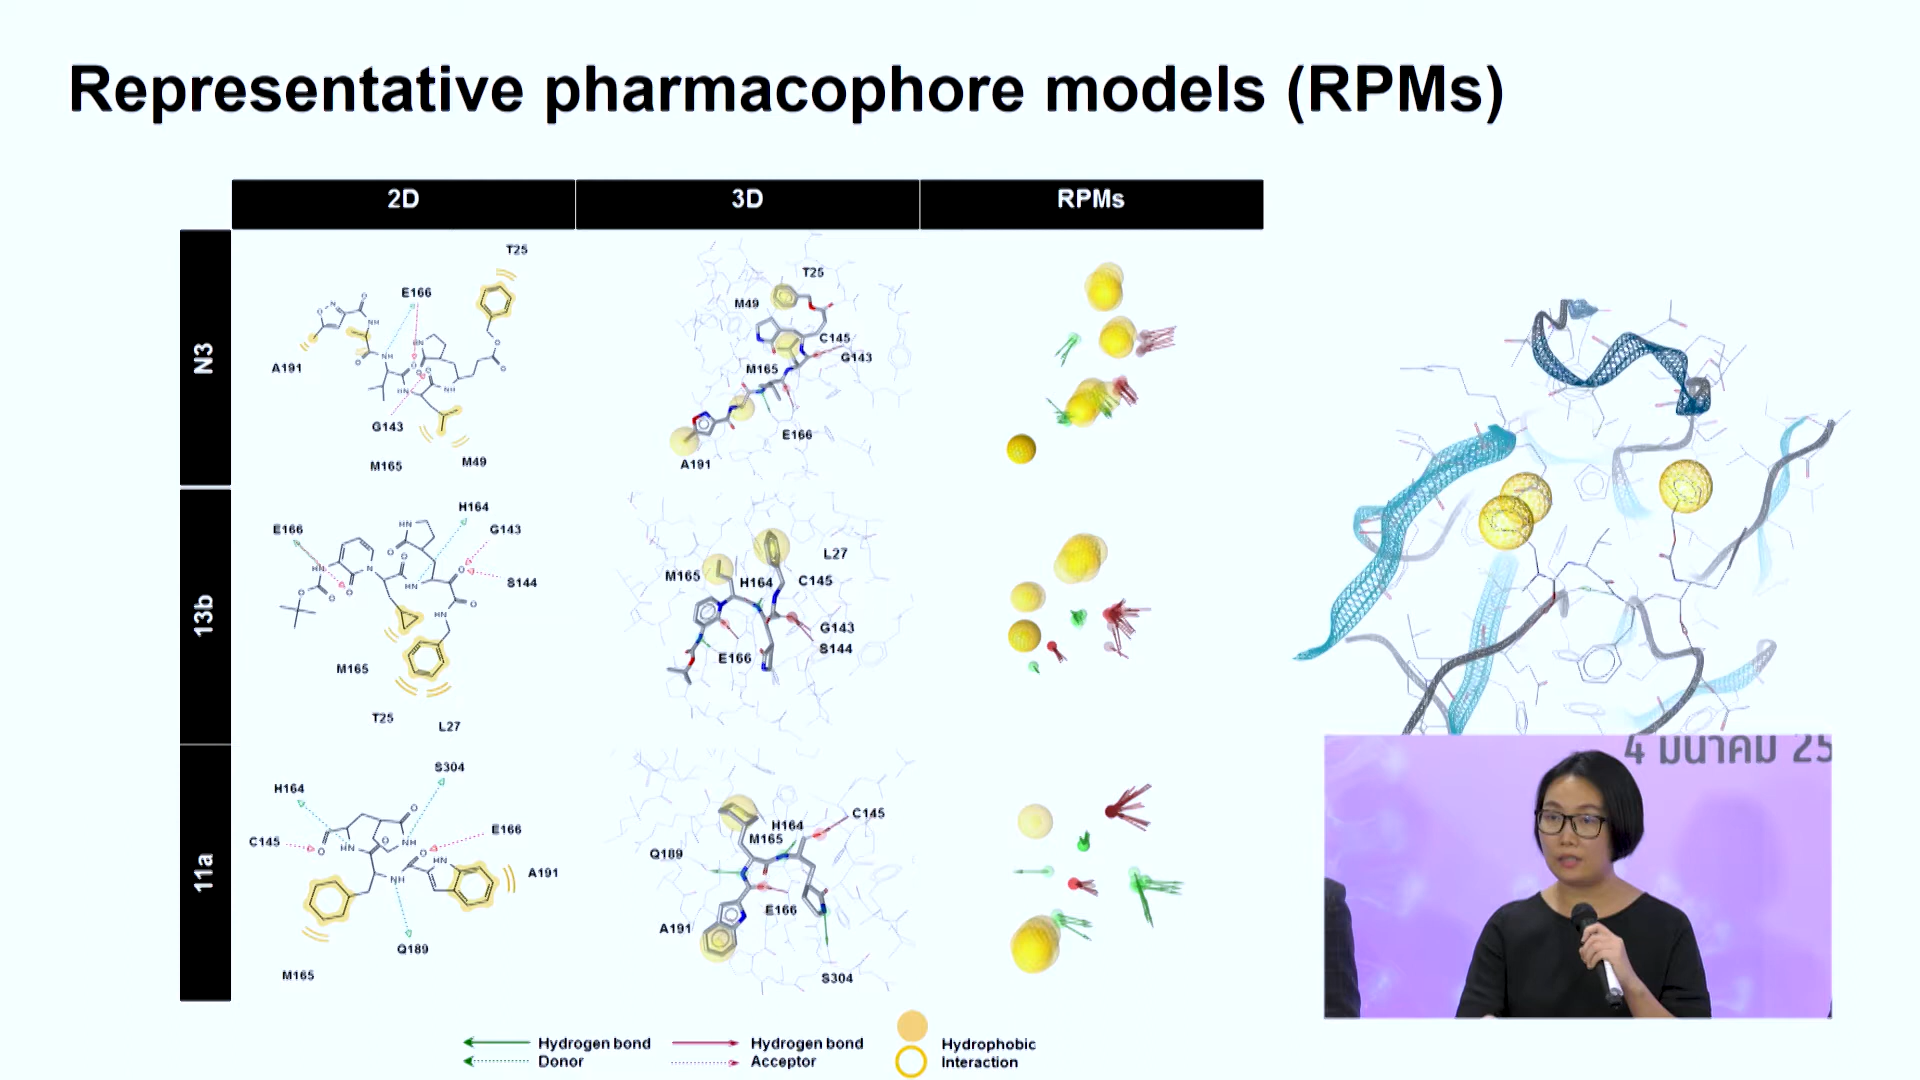 Representative pharmacophore models (RPMs)
2D 3D RPMs
N3
T25
E166
A191
G143
M165
M49
T25
M49
C145
G143
M165
E166
A191
13b
H164
E166
G143
S144
M165
T25
L27
L27
M165
H164
C145
G143
S144
E166
11a
S304
H164
C145
E166
A191
Q189
M165
C145
H164
M165
Q189
E166
A191
S304
Hydrogen bond
Donor
Hydrogen bond
Acceptor
Hydrophobic
Interaction
4 มีนาคม 25